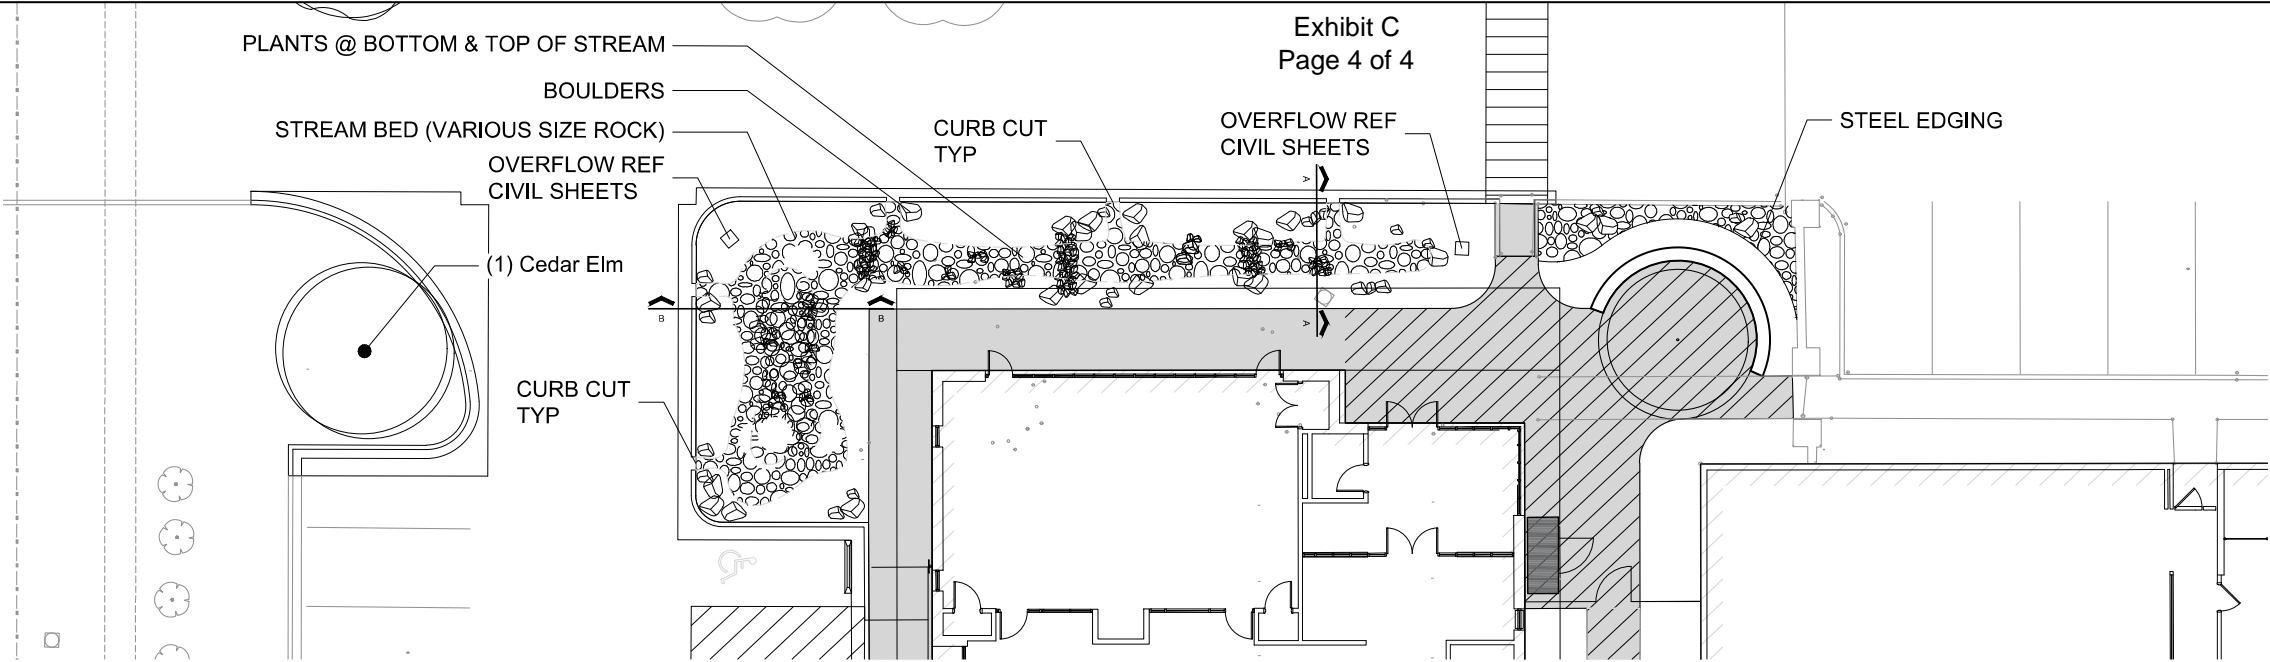 Exhibit C
Page 4 of 4
PLANTS @ BOTTOM & TOP OF STREAM
BOULDERS
STREAM BED (VARIOUS SIZE ROCK)
OVERFLOW REF
CIVIL SHEETS
CURB CUT
TYP
OVERFLOW REF
CIVIL SHEETS
STEEL EDGING
A
(1) Cedar Elm
B
B
A
CURB CUT
TYP